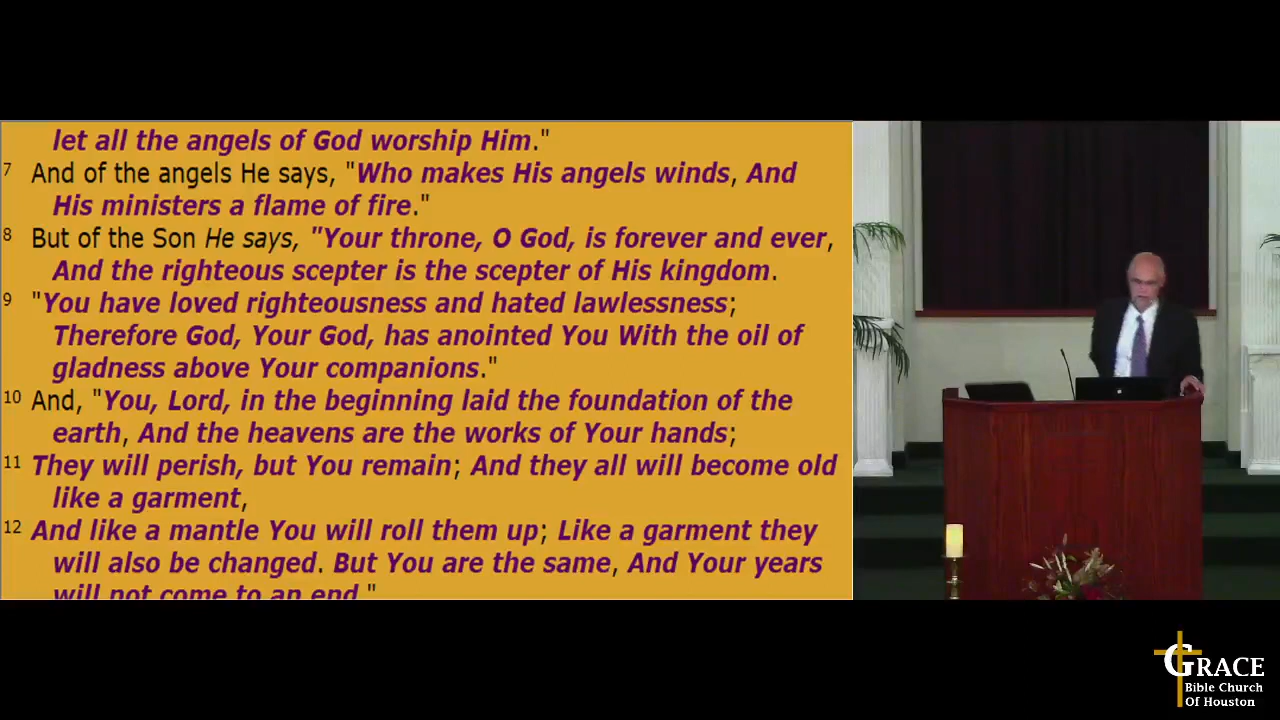 let all the angels of God worship Him."
7 And of the angels He says, "Who makes His angels winds, And
His ministers a flame of fire."
8 But of the Son He says, "Your throne, O God, is forever and ever,
And the righteous scepter is the scepter of His kingdom.
9 "You have loved righteousness and hated lawlessness;
Therefore God, Your God, has anointed You With the oil of
gladness above Your companions."
10 And, "You, Lord, in the beginning laid the foundation of the
earth, And the heavens are the works of Your hands;
11 They will perish, but You remain; And they all will become old
like a garment,
12 And like a mantle You will roll them up; Like a garment they
will also be changed. But You are the same, And Your years
will not come to an end."
GRACE
Bible Church
Of Houston